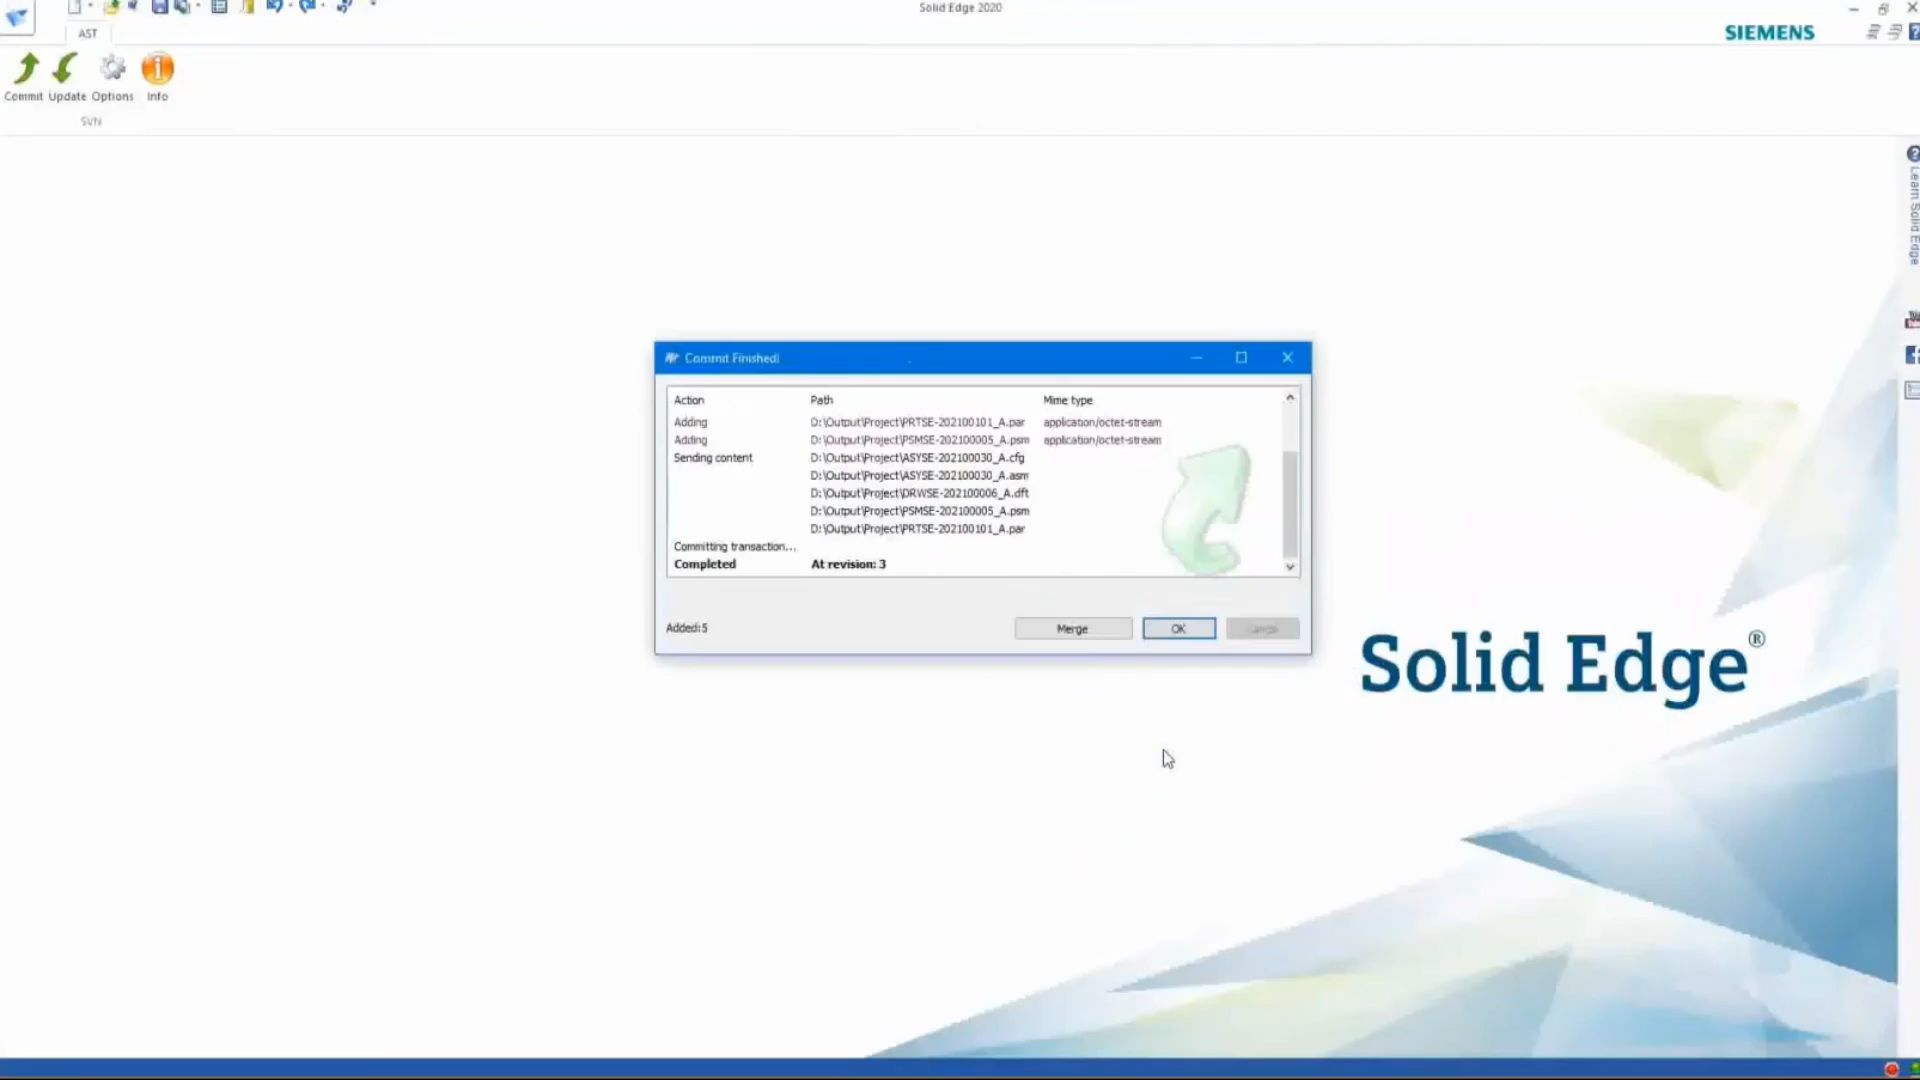 Solid Edge 2020
AST
SIEMENS
Commit Update Options Info
SVN
Learn Solid Edge
Commit Finished!
Action Path Mime type
Adding D:\Output\Project\PRTSE-202100101_A.par application/octet-stream
Adding D:\Output\Project\PSMSE-202100005_A.psm application/octet-stream
Sending content D:\Output\Project\ASYSE-202100030_A.cfg
D:\Output\Project\ASYSE-202100030_A.asm
D:\Output\Project\DRWSE-202100006_A.dft
D:\Output\Project\PSMSE-202100005_A.psm
D:\Output\Project\PRTSE-202100101_A.par
Committing transaction...
Completed At revision: 3
Added:5 Merge OK
Solid Edge®